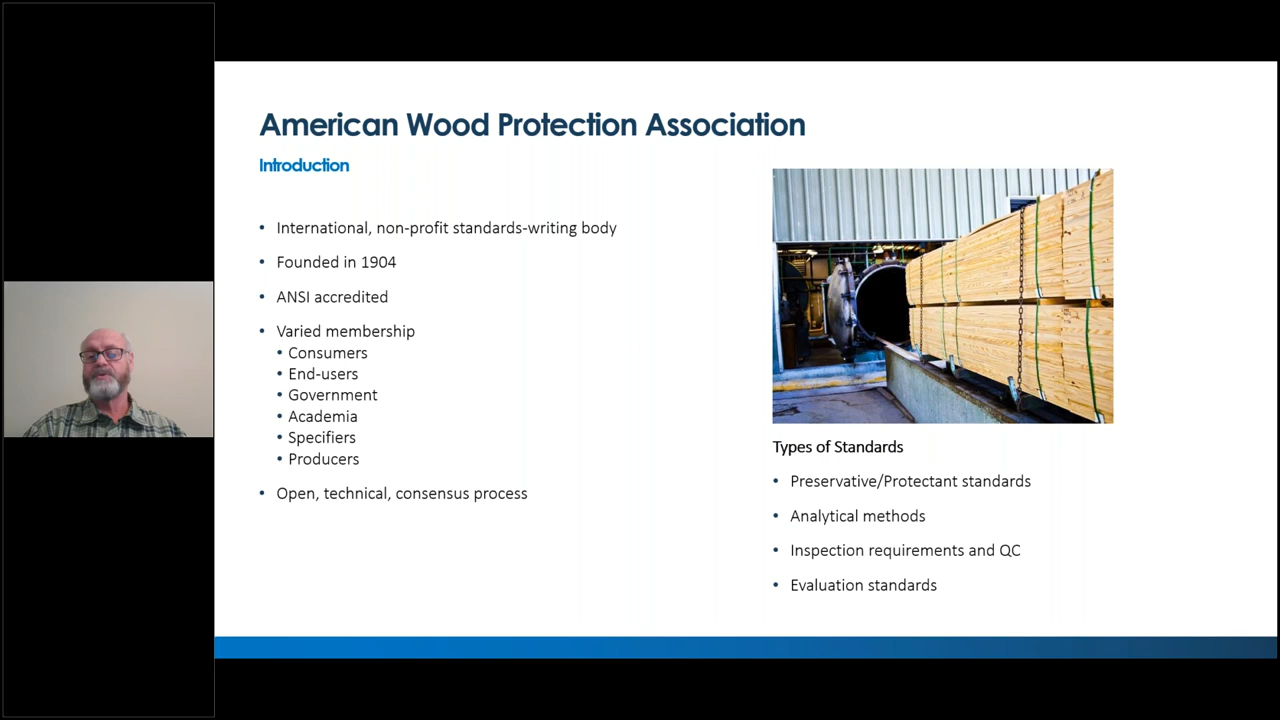 American Wood Protection Association
Introduction
• International, non-profit standards-writing body
• Founded in 1904
• ANSI accredited
• Varied membership
• Consumers
• End-users
• Government
• Academia
• Specifiers
• Producers
• Open, technical, consensus process
Types of Standards
• Preservative/Protectant standards
• Analytical methods
• Inspection requirements and QC
• Evaluation standards